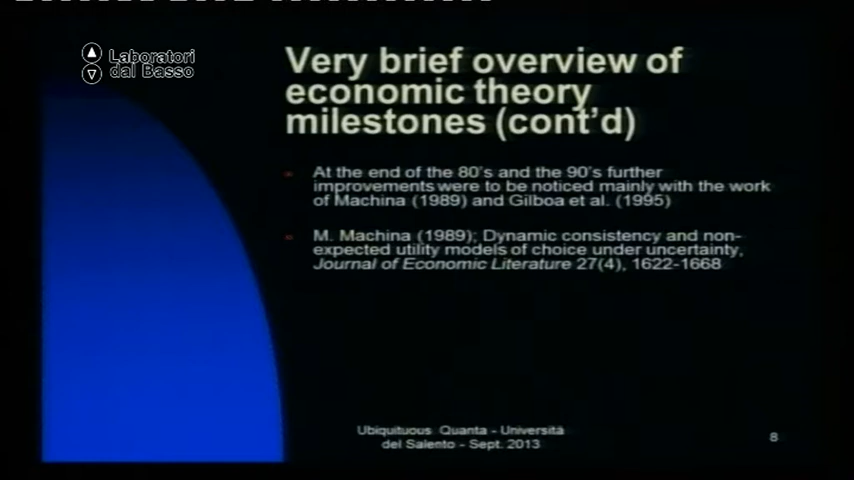 Laboratori
dal Basso
Very brief overview of
economic theory
milestones (cont'd)
At the end of the 80's and the 90's further
improvements were to be noticed mainly with the work
of Machina (1989) and Gilboa et al. (1995)
M. Machina (1989); Dynamic consistency and non-
expected utility models of choice under uncertainty,
Journal of Economic Literature 27(4), 1622-1668
Ubiquituous Quanta - Università
del Salento - Sept. 2013
8